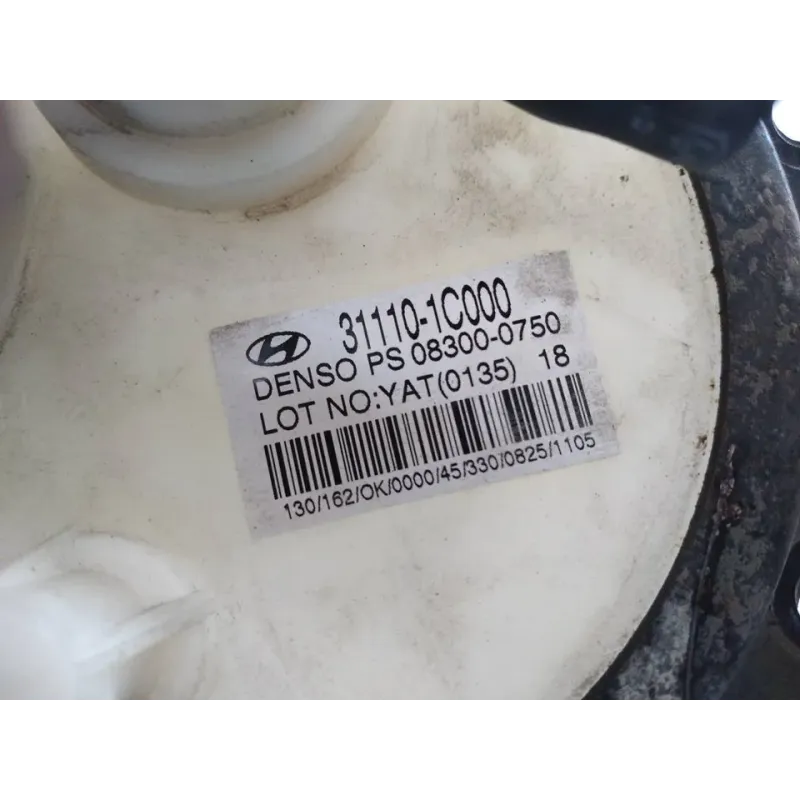 31110-1C000
DENSO PS 08300-0750
LOT NO:YAT(0135) 18
130/162/OK/0000/45/330/0825/1105